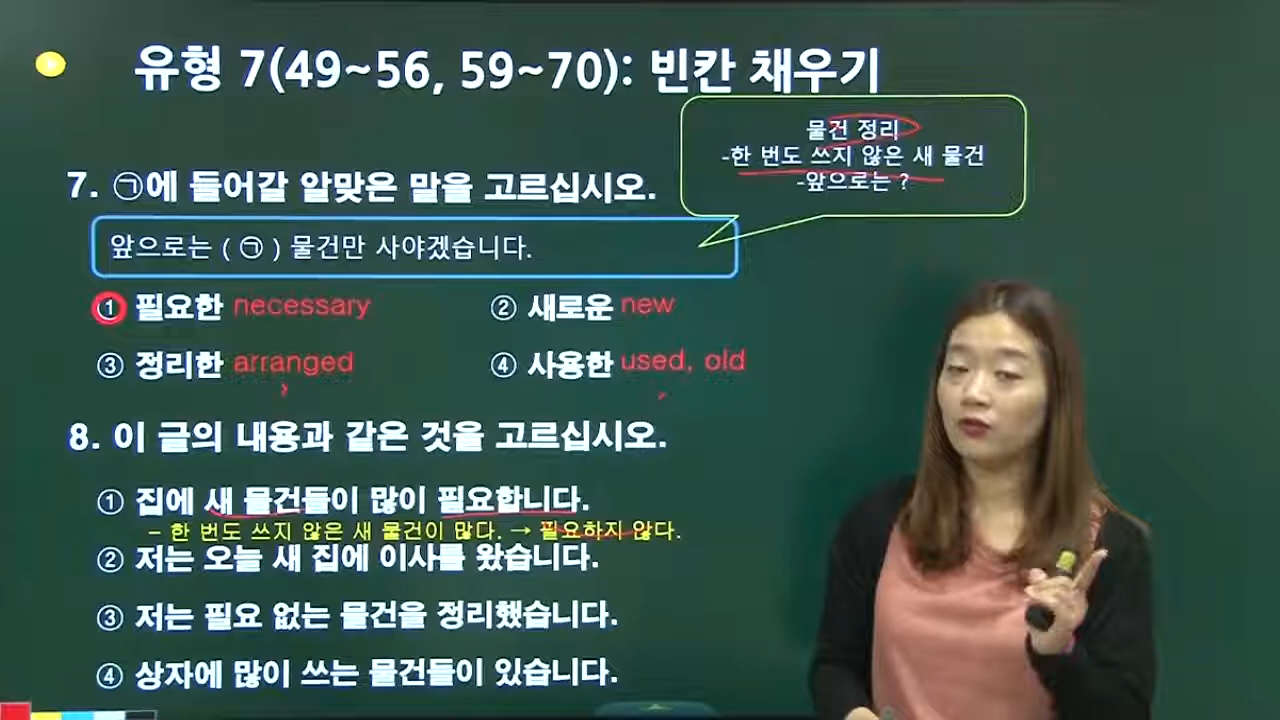 유형 7(49~56, 59~70): 빈칸 채우기
물건 정리
-한 번도 쓰지 않은 새 물건
-앞으로는 ?
7. ㉠에 들어갈 알맞은 말을 고르십시오.
앞으로는 ( ㉠ ) 물건만 사야겠습니다.
① 필요한 necessary ② 새로운 new
③ 정리한 arranged ④ 사용한 used, old
8. 이 글의 내용과 같은 것을 고르십시오.
① 집에 새 물건들이 많이 필요합니다.
– 한 번도 쓰지 않은 새 물건이 많다. → 필요하지 않다.
② 저는 오늘 새 집에 이사를 왔습니다.
③ 저는 필요 없는 물건을 정리했습니다.
④ 상자에 많이 쓰는 물건들이 있습니다.